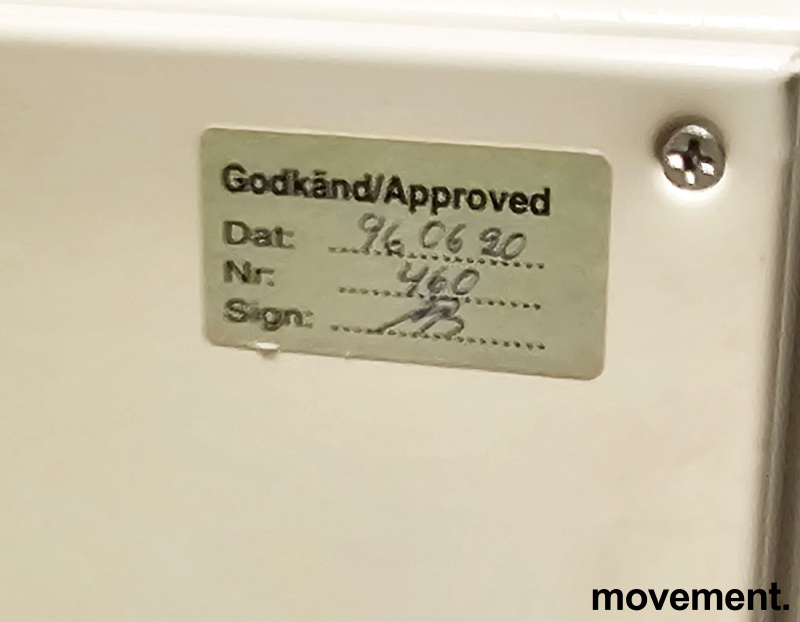 Godkänd/Approved
Dat: 96 06 20
Nr: 460
Sign:
movement.